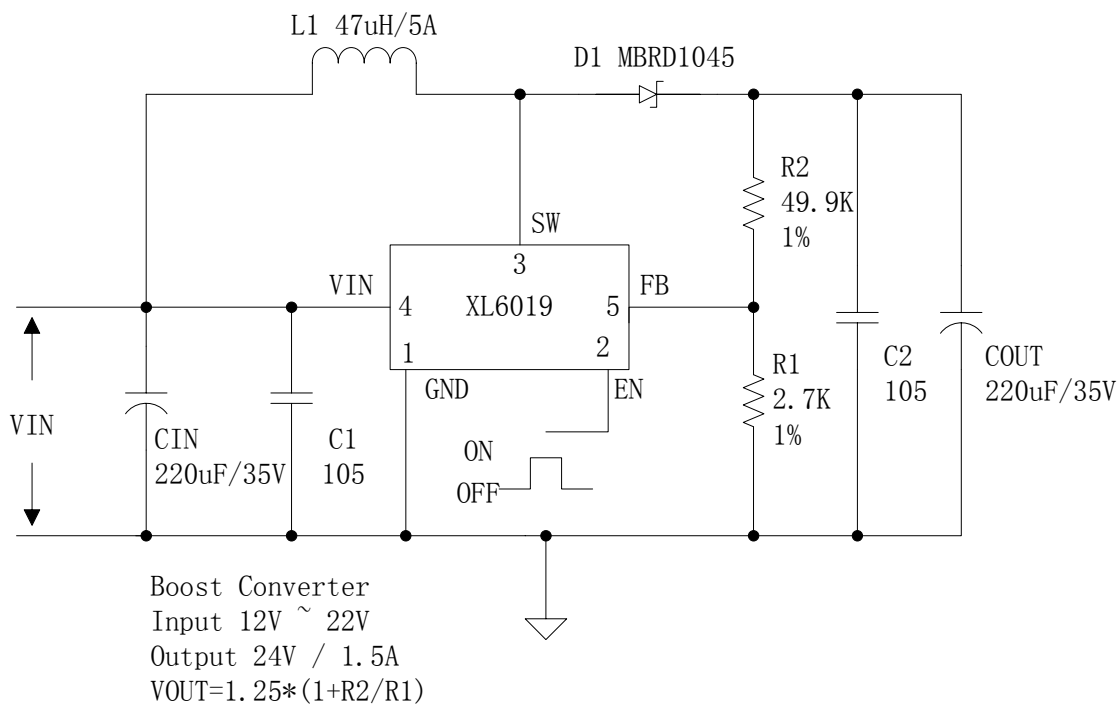 L1 47uH/5A
D1 MBRD1045
R2
49.9K
1%
SW
3
VIN
4
XL6019
5
FB
1
2
GND
EN
R1
2.7K
1%
C2
105
COUT
220uF/35V
VIN
CIN
220uF/35V
C1
105
ON
OFF
Boost Converter
Input 12V ~ 22V
Output 24V / 1.5A
VOUT=1.25*(1+R2/R1)